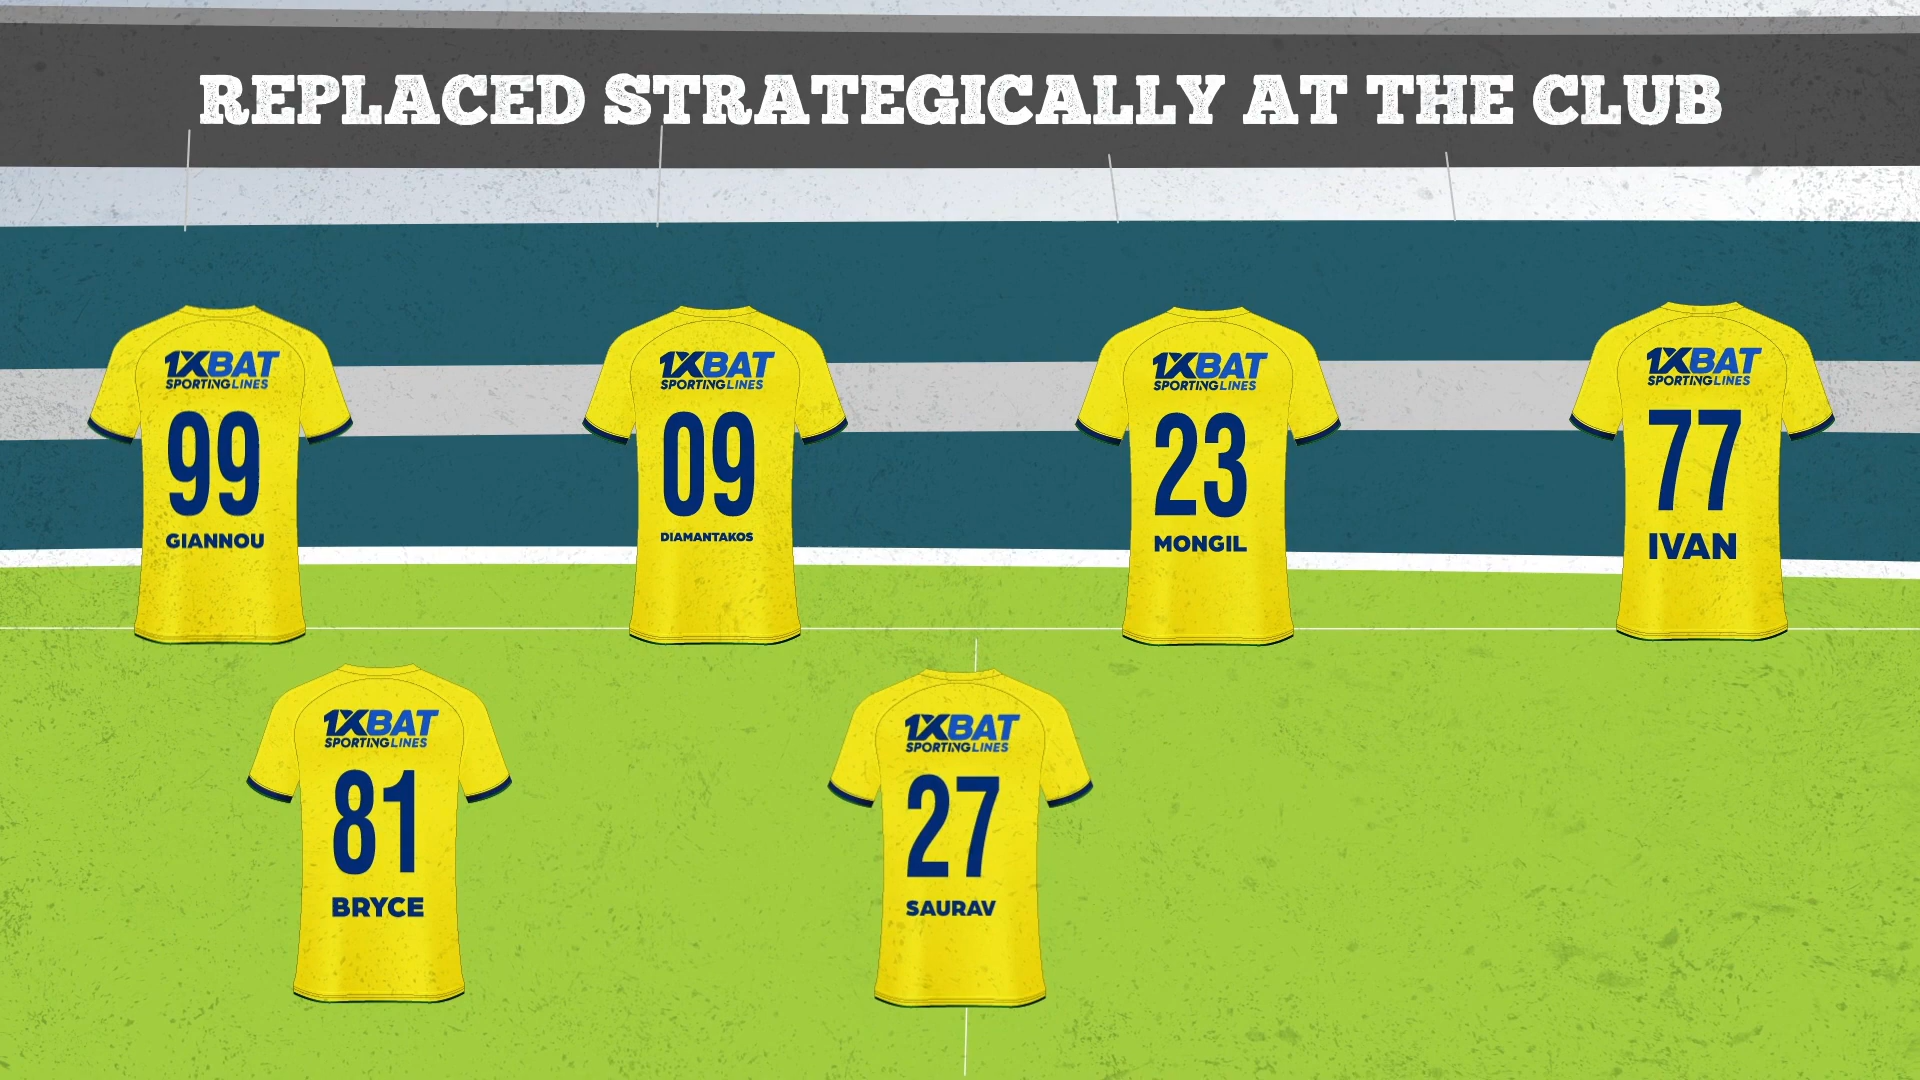 REPLACED STRATEGICALLY AT THE CLUB
1XBAT
SPORTING LINES
99
GIANNOU
1XBAT
SPORTING LINES
09
DIAMANTAKOS
1XBAT
SPORTING LINES
23
MONGIL
1XBAT
SPORTING LINES
77
IVAN
1XBAT
SPORTING LINES
81
BRYCE
1XBAT
SPORTING LINES
27
SAURAV